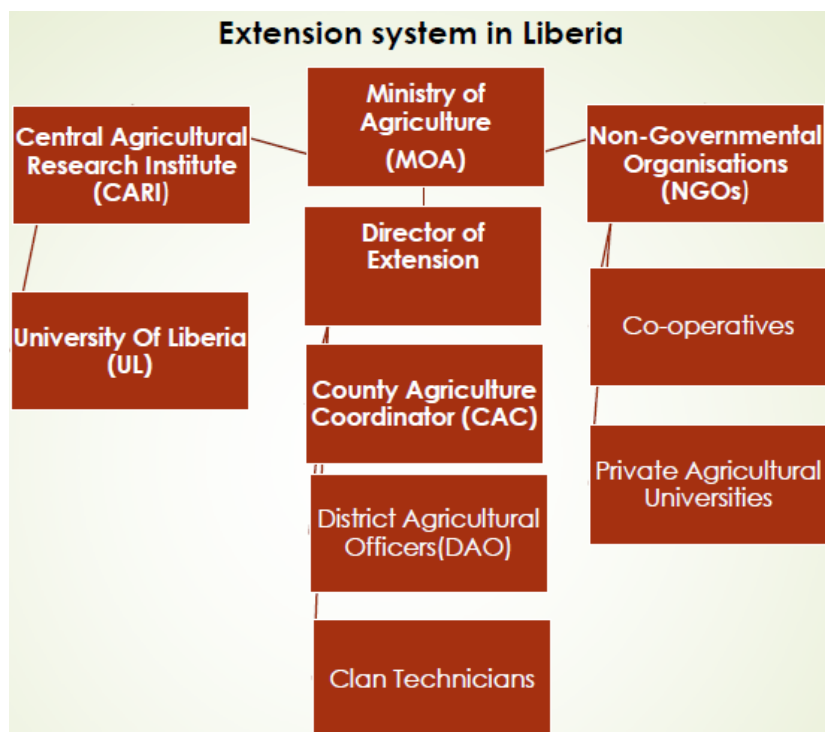 Extension system in Liberia
Ministry of
Agriculture
(MOA)
Central Agricultural
Research Institute
(CARI)
Non-Governmental
Organisations
(NGOs)
Director of
Extension
University Of Liberia
(UL)
Co-operatives
County Agriculture
Coordinator (CAC)
Private Agricultural
Universities
District Agricultural
Officers(DAO)
Clan Technicians